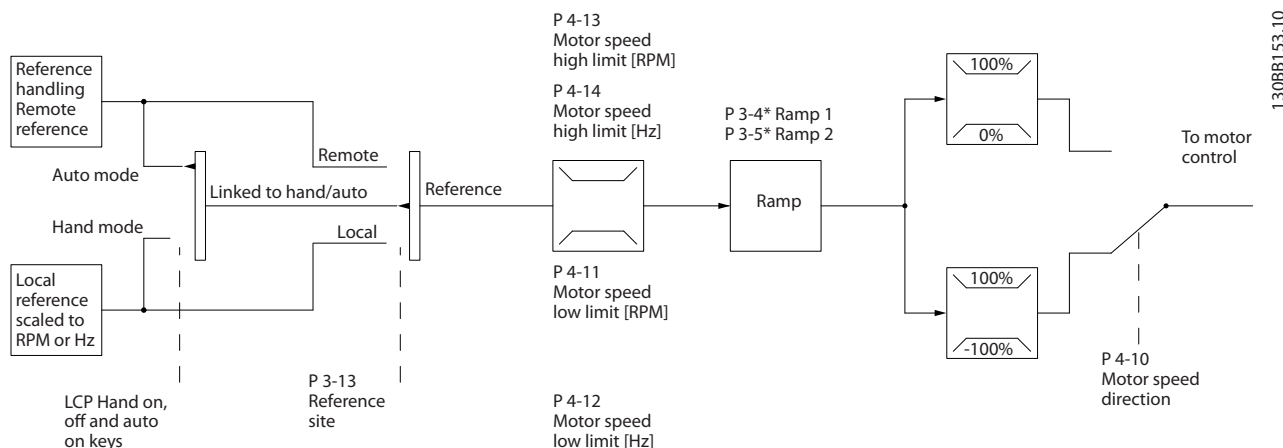 P 4-13
Motor speed
high limit [RPM]
P 4-14
Motor speed
high limit [Hz]
130BB153.10
Reference
handling
Remote
reference
Auto mode
Hand mode
Local
reference
scaled to
RPM or Hz
LCP Hand on,
off and auto
on keys
Linked to hand/auto
Remote
Local
P 3-13
Reference
site
Reference
P 4-11
Motor speed
low limit [RPM]
P 4-12
Motor speed
low limit [Hz]
P 3-4* Ramp 1
P 3-5* Ramp 2
Ramp
100%
0%
100%
-100%
To motor
control
P 4-10
Motor speed
direction